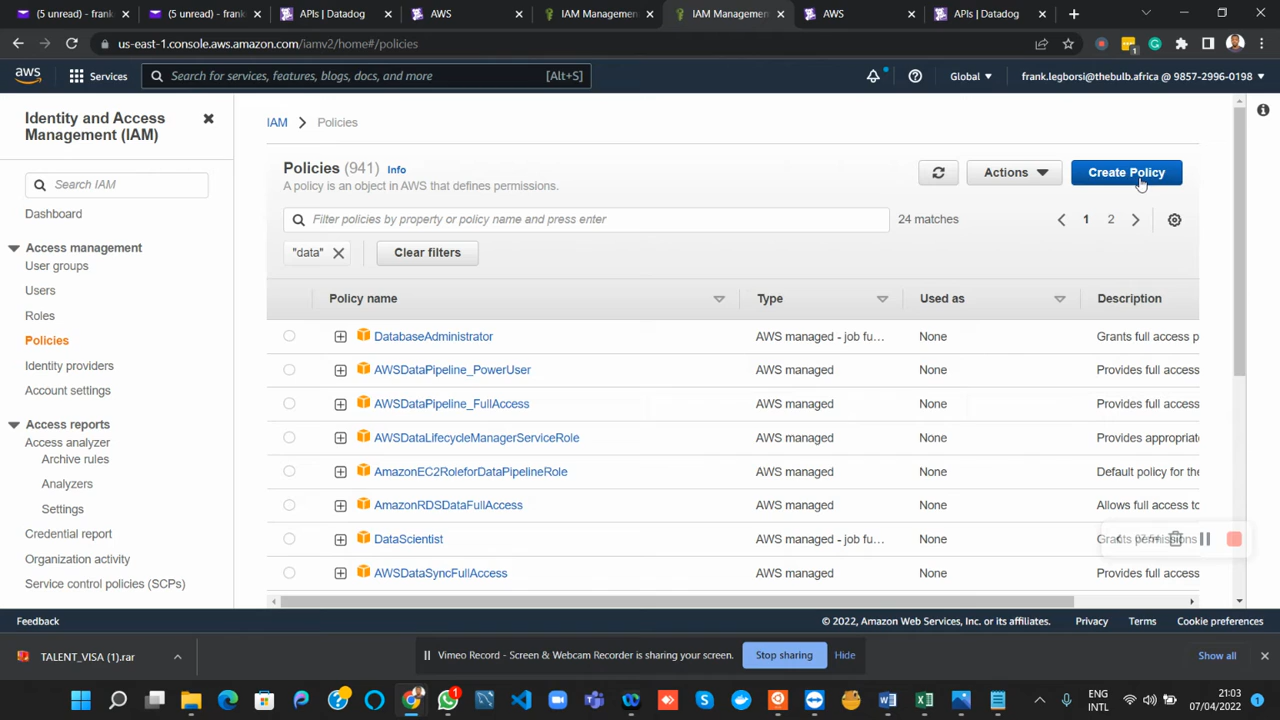 (5 unread) - frank
(5 unread) - frank
APIs | Datadog
AWS
IAM Management
IAM Management
AWS
APIs | Datadog
us-east-1.console.aws.amazon.com/iamv2/home#/policies
aws
Services
Search for services, features, blogs, docs, and more
[Alt+S]
Global
frank.legborsi@thebulb.africa @ 9857-2996-0198
Identity and Access
Management (IAM)
Search IAM
Dashboard
Access management
User groups
Users
Roles
Policies
Identity providers
Account settings
Access reports
Access analyzer
Archive rules
Analyzers
Settings
Credential report
Organization activity
Service control policies (SCPs)
IAM
Policies
Policies (941) Info
A policy is an object in AWS that defines permissions.
Actions
Create Policy
Filter policies by property or policy name and press enter
24 matches
1
2
"data"
Clear filters
Policy name Type Used as Description
DatabaseAdministrator AWS managed - job fu... None Grants full access p
AWSDataPipeline_PowerUser AWS managed None Provides full access
AWSDataPipeline_FullAccess AWS managed None Provides full access
AWSDataLifecycleManagerServiceRole AWS managed None Provides appropriate
AmazonEC2RoleforDataPipelineRole AWS managed None Default policy for the
AmazonRDSDataFullAccess AWS managed None Allows full access to
DataScientist AWS managed - job fu... None Grants permissions
AWSDataSyncFullAccess AWS managed None Provides full access
Feedback
© 2022, Amazon Web Services, Inc. or its affiliates.
Privacy
Terms
Cookie preferences
TALENT_VISA (1).rar
Vimeo Record - Screen & Webcam Recorder is sharing your screen.
Stop sharing
Hide
Show all
1
1
ENG
INTL
21:03
07/04/2022
1